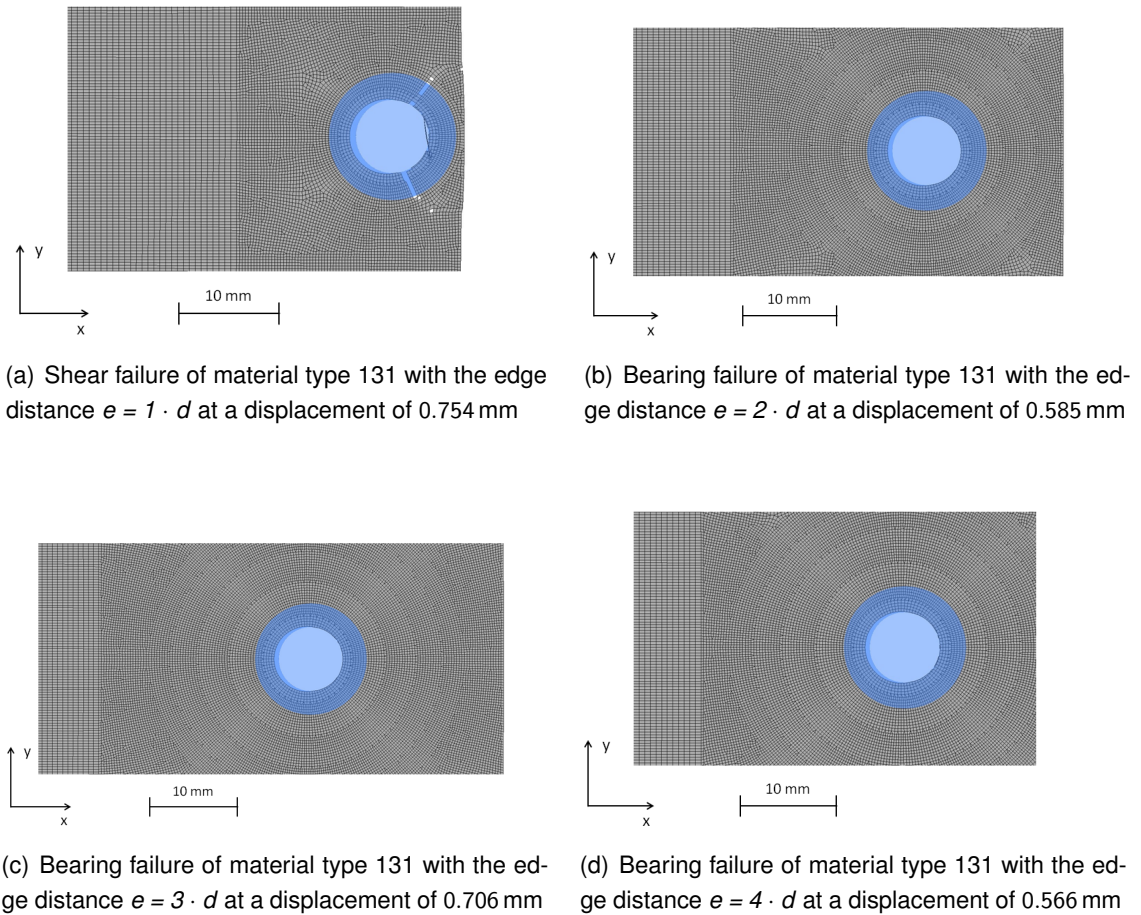 y
10 mm
x
(a) Shear failure of material type 131 with the edge
distance e = 1 · d at a displacement of 0.754 mm
y
10 mm
x
(b) Bearing failure of material type 131 with the ed-
ge distance e = 2 · d at a displacement of 0.585 mm
y
10 mm
x
(c) Bearing failure of material type 131 with the ed-
ge distance e = 3 · d at a displacement of 0.706 mm
y
10 mm
x
(d) Bearing failure of material type 131 with the ed-
ge distance e = 4 · d at a displacement of 0.566 mm